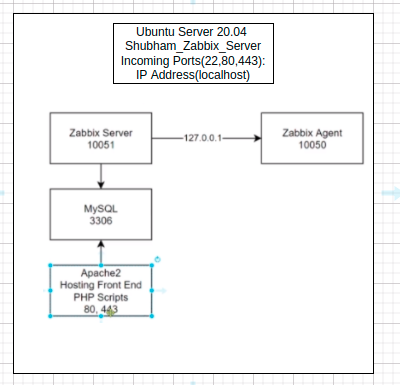 Ubuntu Server 20.04
Shubham_Zabbix_Server
Incoming Ports(22,80,443):
IP Address(localhost)
Zabbix Server
10051
127.0.0.1
Zabbix Agent
10050
MySQL
3306
Apache2
Hosting Front End
PHP Scripts
80, 443